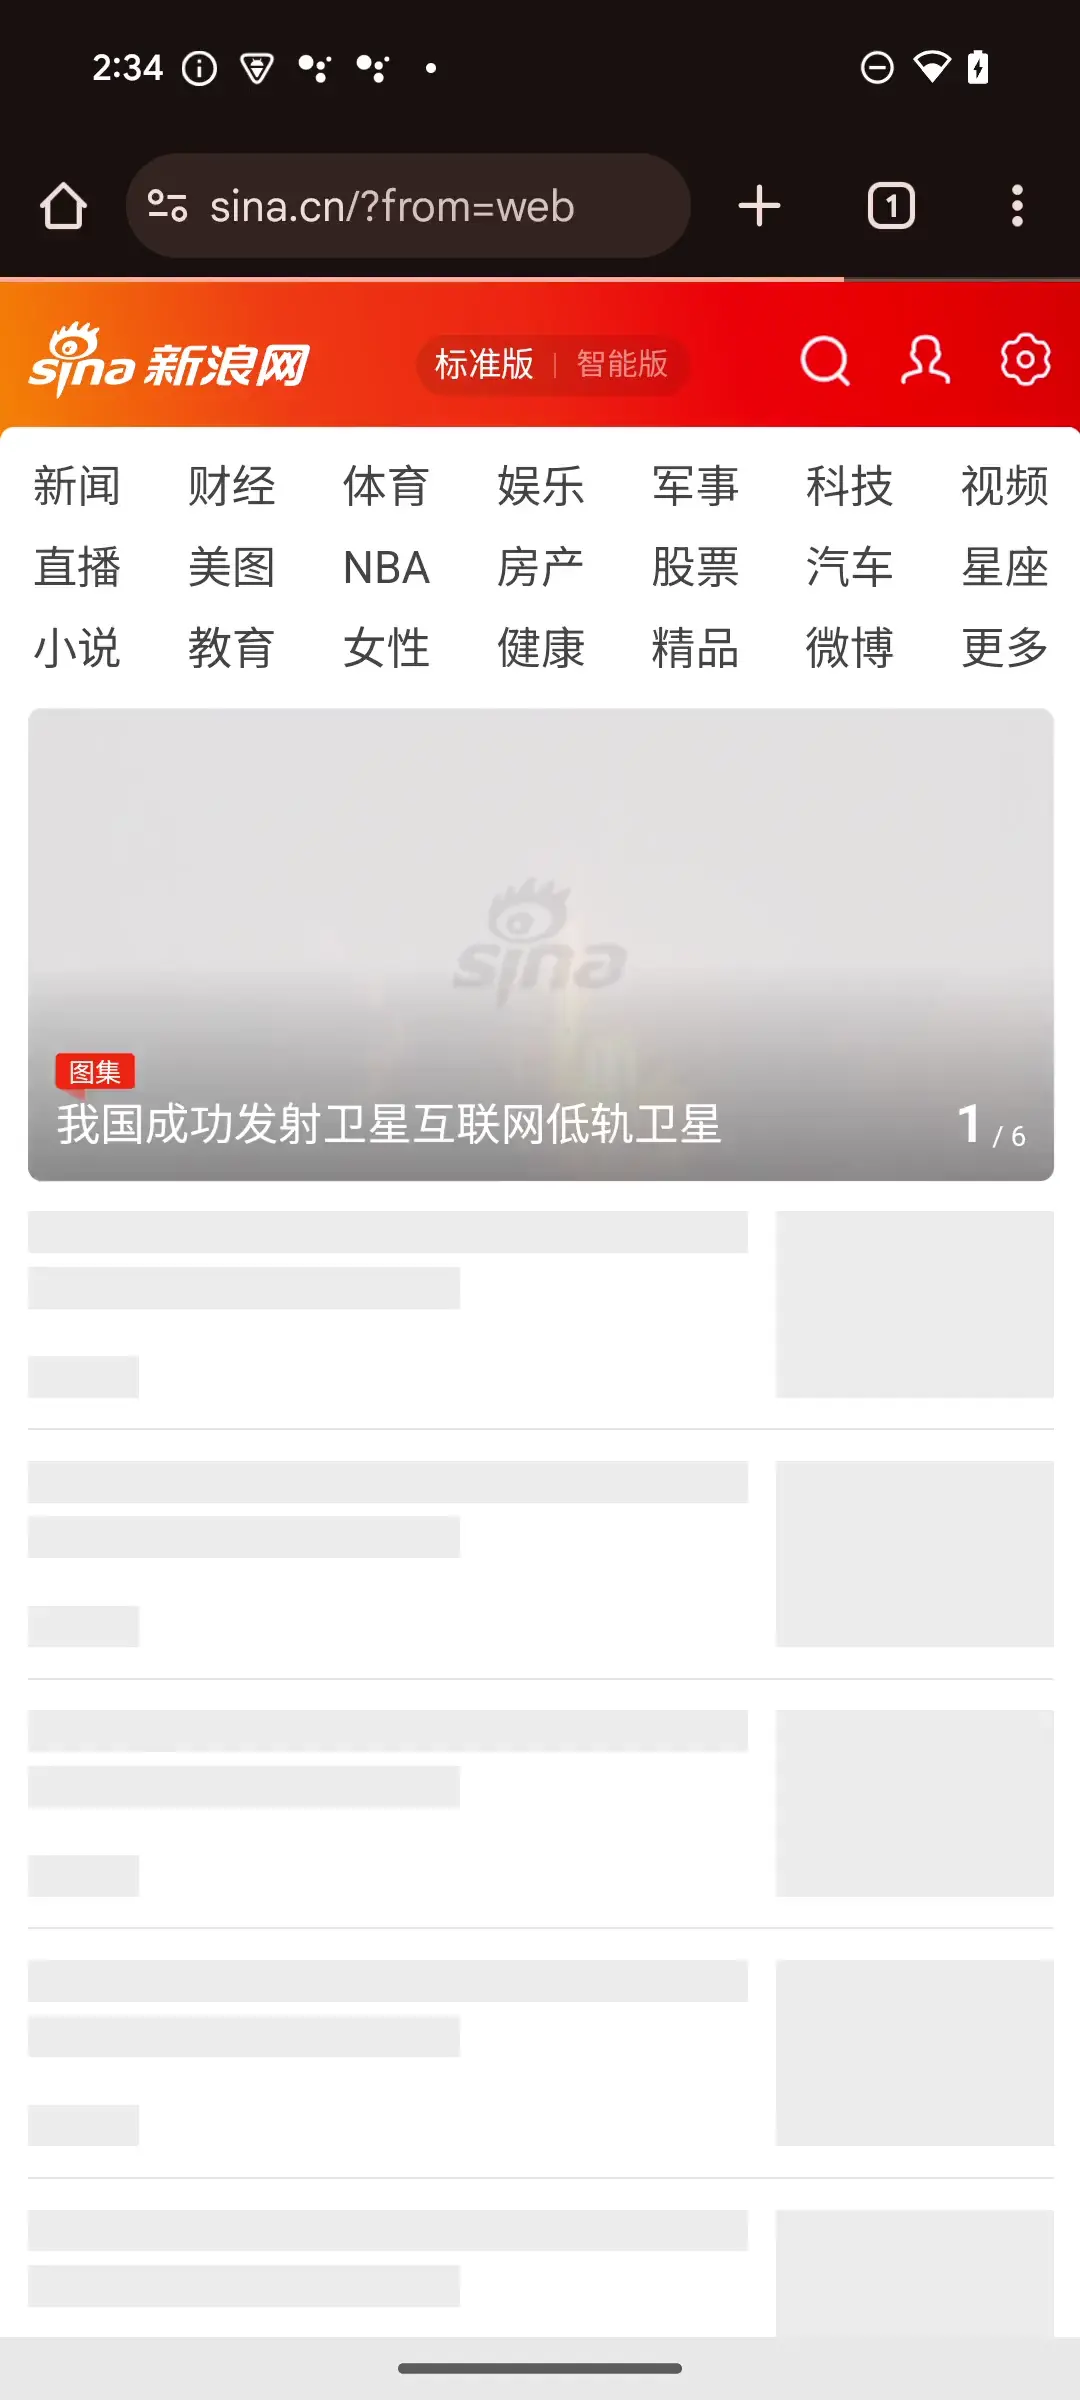 2:34
sina.cn/?from=web
1
sina 新浪网
标准版 | 智能版
新闻 财经 体育 娱乐 军事 科技 视频
直播 美图 NBA 房产 股票 汽车 星座
小说 教育 女性 健康 精品 微博 更多
sina
图集
我国成功发射卫星互联网低轨卫星
1 / 6